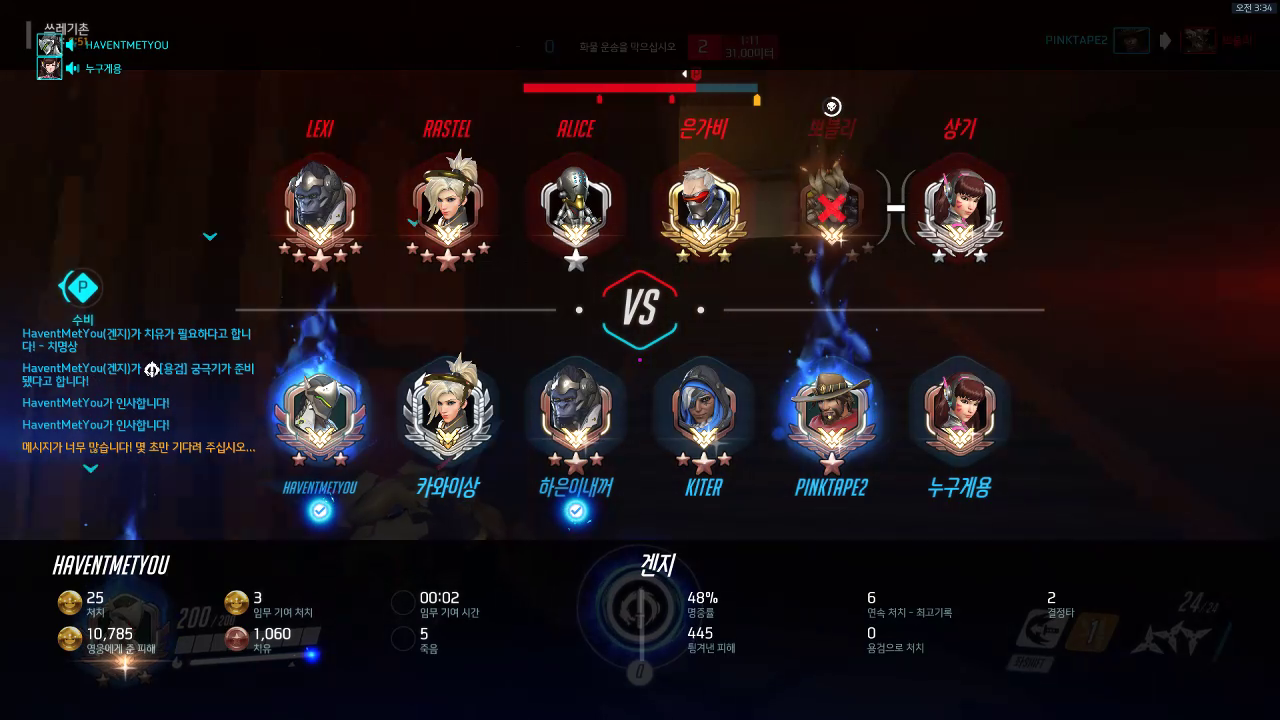 오전 3:34
쓰레기촌
HAVENTMETYOU
누구게용
0
화물 운송을 막으십시오
2
1:11
31.00미터
PINKTAPE2
뽀블리
LEXI
RASTEL
ALICE
은가비
뽀블리
상기
VS
P
수비
HaventMetYou(겐지)가 치유가 필요하다고 합니
다! - 치명상
HaventMetYou(겐지)가 [용검] 궁극기가 준비
됐다고 합니다!
HaventMetYou가 인사합니다!
HaventMetYou가 인사합니다!
메시지가 너무 많습니다! 몇 초만 기다려 주십시오...
HAVENTMETYOU
카와이상
하은이내꺼
KITER
PINKTAPE2
누구게용
HAVENTMETYOU
겐지
25
처치
3
임무 기여 처치
00:02
임무 기여 시간
48%
명중률
6
연속 처치 - 최고기록
2
결정타
10,785
영웅에게 준 피해
1,060
치유
5
죽음
445
튕겨낸 피해
0
용검으로 처치
200/200
0
1
24/24